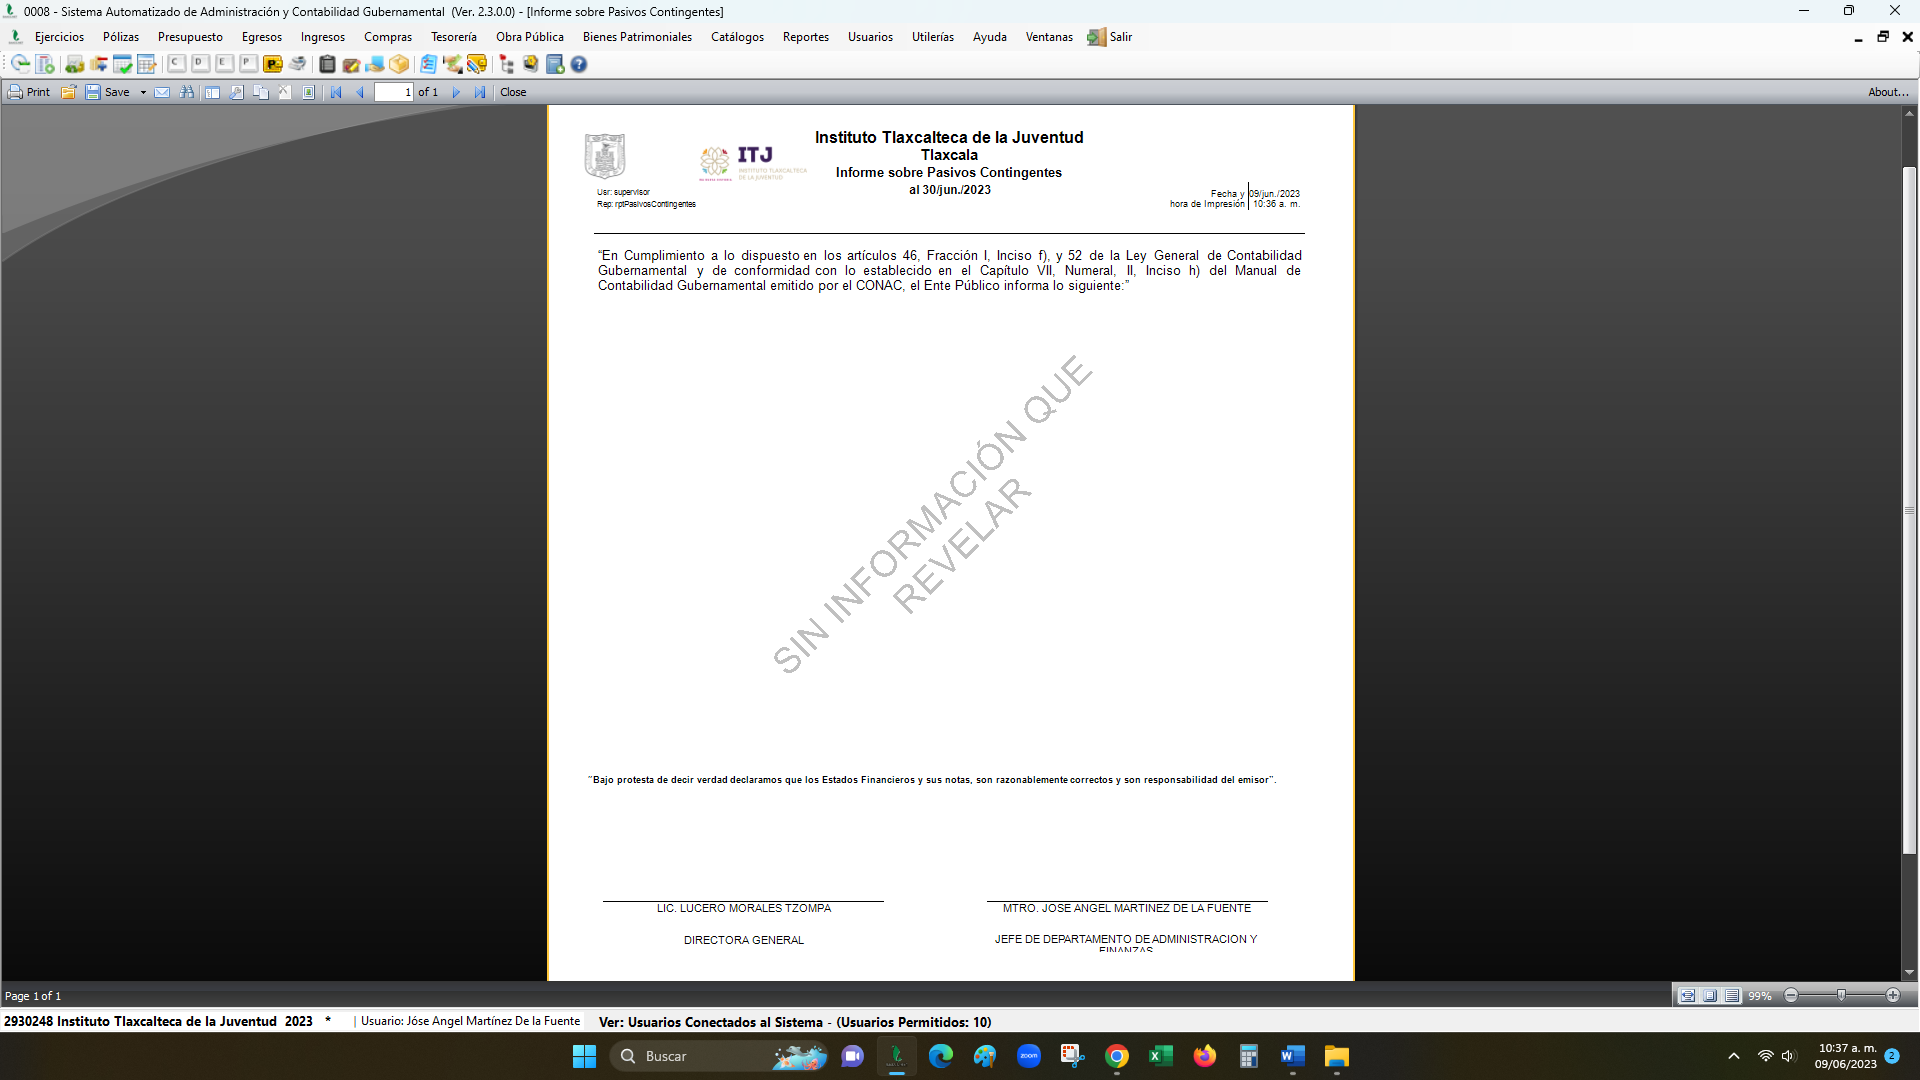 0008 - Sistema Automatizado de Administración y Contabilidad Gubernamental (Ver. 2.3.0.0) - [Informe sobre Pasivos Contingentes]
Ejercicios Pólizas Presupuesto Egresos Ingresos Compras Tesorería Obra Pública Bienes Patrimoniales Catálogos Reportes Usuarios Utilerías Ayuda Ventanas Salir
C D E P P
Print Save 1 of 1 Close About...
Instituto Tlaxcalteca de la Juventud
ITJ
INSTITUTO TLAXCALTECA
DE LA JUVENTUD
Tlaxcala
Informe sobre Pasivos Contingentes
al 30/jun./2023
Usr: supervisor
Rep: rptPasivosContingentes
Fecha y 09/jun./2023
hora de Impresión 10:36 a. m.
“En Cumplimiento a lo dispuesto en los artículos 46, Fracción I, Inciso f), y 52 de la Ley General de Contabilidad
Gubernamental y de conformidad con lo establecido en el Capítulo VII, Numeral, II, Inciso h) del Manual de
Contabilidad Gubernamental emitido por el CONAC, el Ente Público informa lo siguiente:”
SIN INFORMACIÓN QUE
REVELAR
“Bajo protesta de decir verdad declaramos que los Estados Financieros y sus notas, son razonablemente correctos y son responsabilidad del emisor”.
LIC. LUCERO MORALES TZOMPA
DIRECTORA GENERAL
MTRO. JOSE ANGEL MARTINEZ DE LA FUENTE
JEFE DE DEPARTAMENTO DE ADMINISTRACION Y
FINANZAS
Page 1 of 1
99%
2930248 Instituto Tlaxcalteca de la Juventud 2023 * | Usuario: Jóse Angel Martínez De la Fuente Ver: Usuarios Conectados al Sistema - (Usuarios Permitidos: 10)
Buscar
zoom
10:37 a. m.
09/06/2023
2